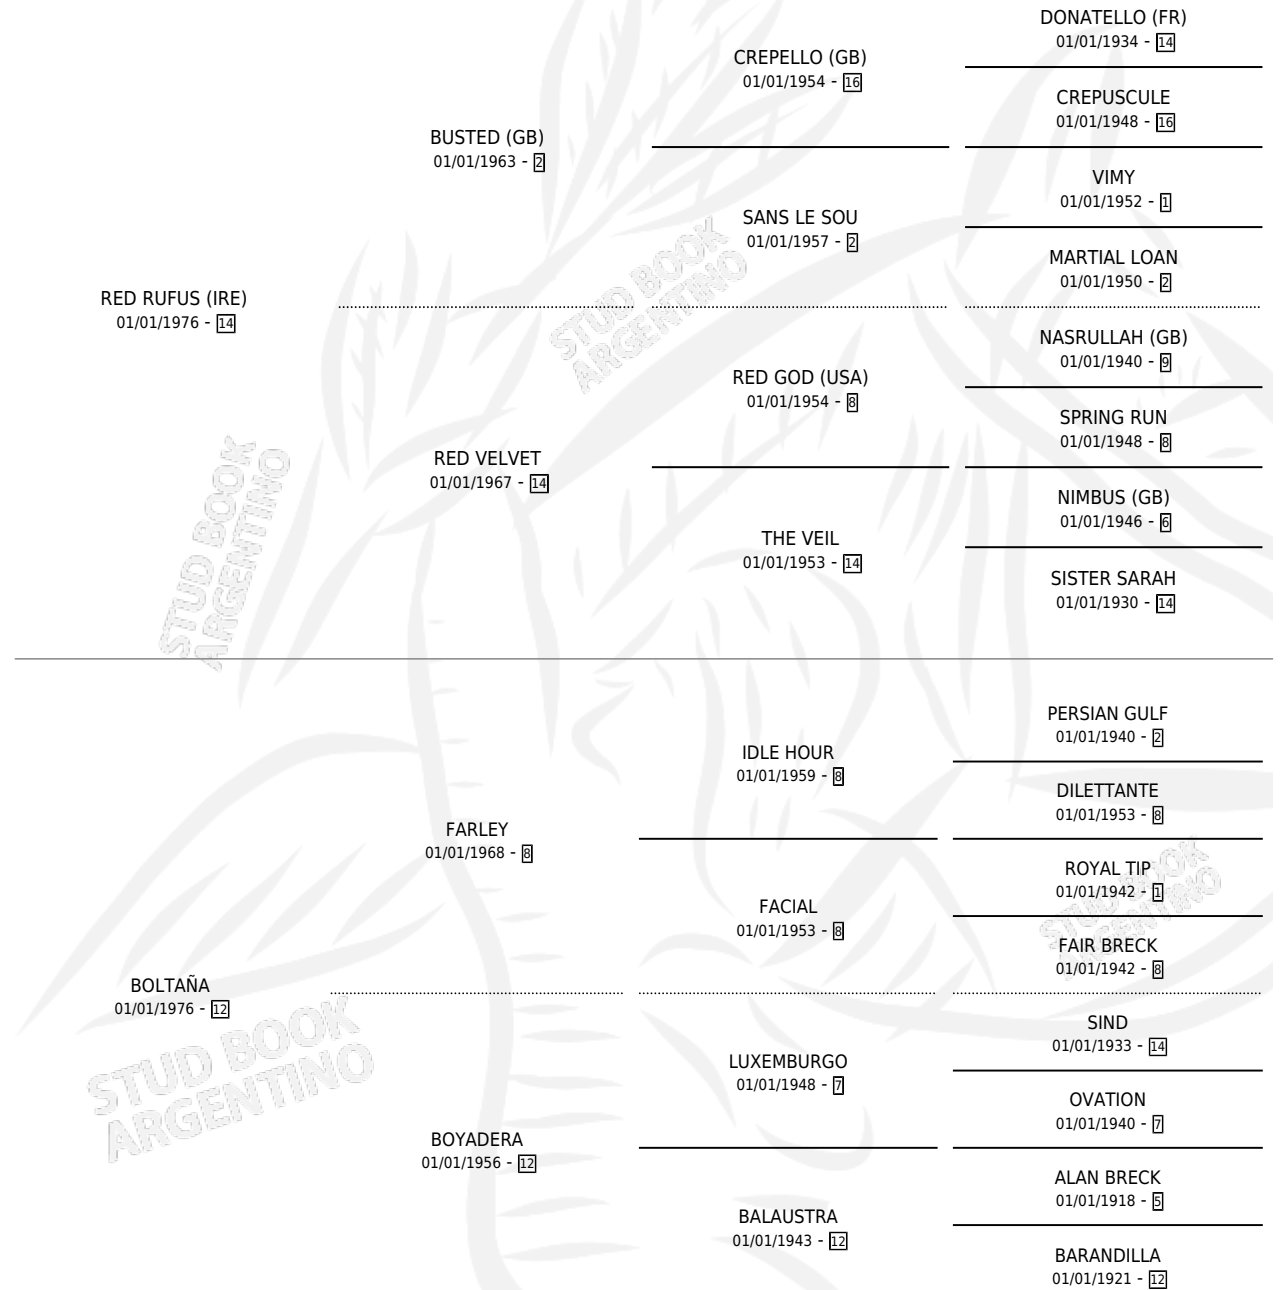 DONATELLO (FR)
01/01/1934 - 14
CREPELLO (GB)
01/01/1954 - 16
CREPUSCULE
01/01/1948 - 16
BUSTED (GB)
01/01/1963 - 2
VIMY
01/01/1952 - 1
SANS LE SOU
01/01/1957 - 2
MARTIAL LOAN
01/01/1950 - 2
RED RUFUS (IRE)
01/01/1976 - 14
STUD BOOK
ARGENTINO
NASRULLAH (GB)
01/01/1940 - 9
RED GOD (USA)
01/01/1954 - 8
SPRING RUN
01/01/1948 - 8
RED VELVET
01/01/1967 - 14
NIMBUS (GB)
01/01/1946 - 6
THE VEIL
01/01/1953 - 14
SISTER SARAH
01/01/1930 - 14
STUD BOOK
ARGENTINO
PERSIAN GULF
01/01/1940 - 2
IDLE HOUR
01/01/1959 - 8
DILETTANTE
01/01/1953 - 8
FARLEY
01/01/1968 - 8
ROYAL TIP
01/01/1942 - 1
FACIAL
01/01/1953 - 8
FAIR BRECK
01/01/1942 - 8
STUD BOOK
ARGENTINO
BOLTAÑA
01/01/1976 - 12
SIND
01/01/1933 - 14
LUXEMBURGO
01/01/1948 - 7
OVATION
01/01/1940 - 7
STUD BOOK
ARGENTINO
BOYADERA
01/01/1956 - 12
ALAN BRECK
01/01/1918 - 5
BALAUSTRA
01/01/1943 - 12
BARANDILLA
01/01/1921 - 12